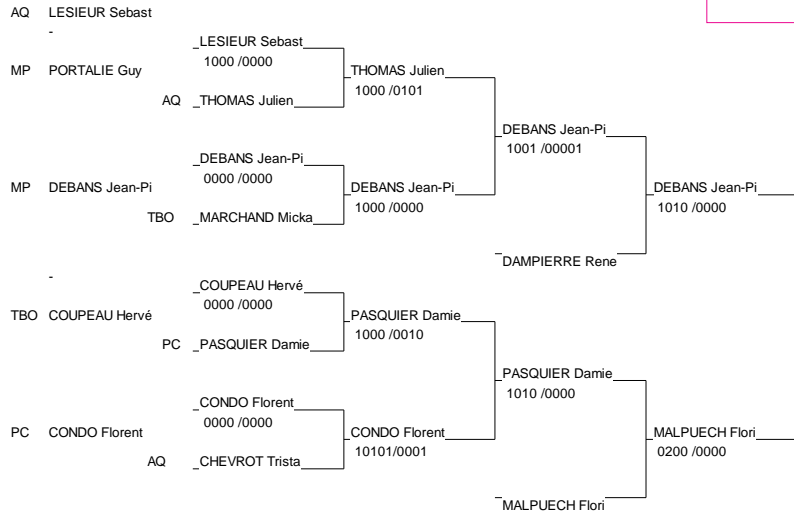 AQ LESIEUR Sebast
-
_LESIEUR Sebast
1000 /0000
MP PORTALIE Guy
THOMAS Julien
1000 /0101
AQ _THOMAS Julien
DEBANS Jean-Pi
1001 /00001
_DEBANS Jean-Pi
0000 /0000
MP DEBANS Jean-Pi
DEBANS Jean-Pi
1000 /0000
DEBANS Jean-Pi
1010 /0000
TBO _MARCHAND Micka
_DAMPIERRE Rene
-
_COUPEAU Hervé
0000 /0000
TBO COUPEAU Hervé
PASQUIER Damie
1000 /0010
PC _PASQUIER Damie
PASQUIER Damie
1010 /0000
_CONDO Florent
0000 /0000
PC CONDO Florent
CONDO Florent
10101/0001
MALPUECH Flori
0200 /0000
AQ _CHEVROT Trista
_MALPUECH Flori